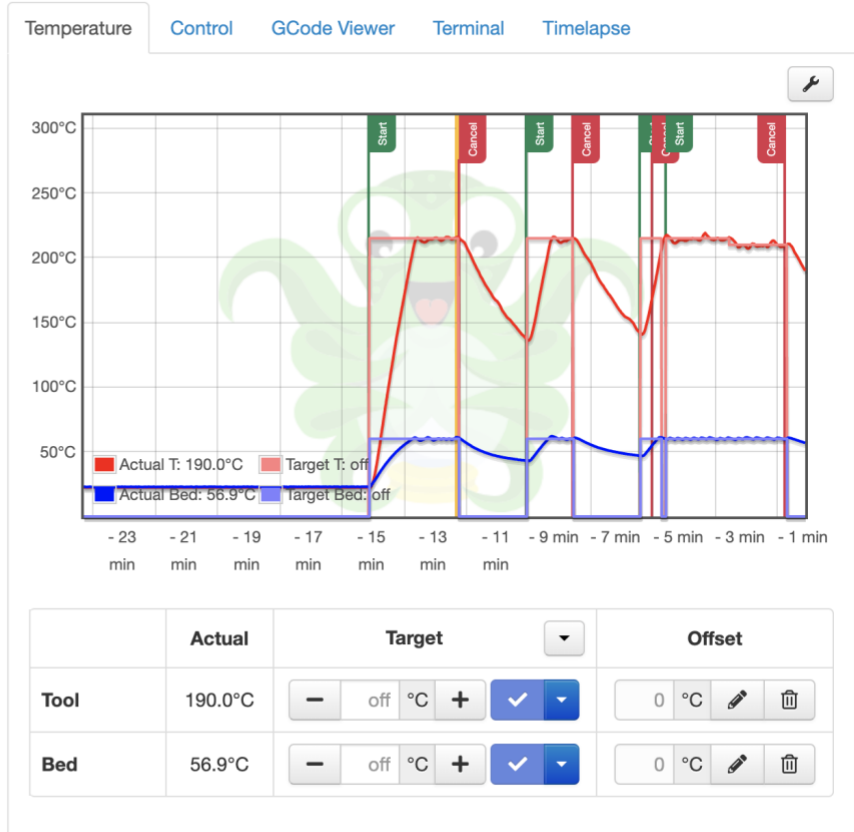 Temperature Control GCode Viewer Terminal Timelapse
Start Cancel Start Cancel Start Cancel
300°C
250°C
200°C
150°C
100°C
50°C
Actual T: 190.0°C Target T: off
Actual Bed: 56.9°C Target Bed: off
- 23 - 21 - 19 - 17 - 15 - 13 - 11 - 9 min - 7 min - 5 min - 3 min - 1 min
min min min min min min min
Actual Target Offset
Tool 190.0°C off °C 0 °C
Bed 56.9°C off °C 0 °C